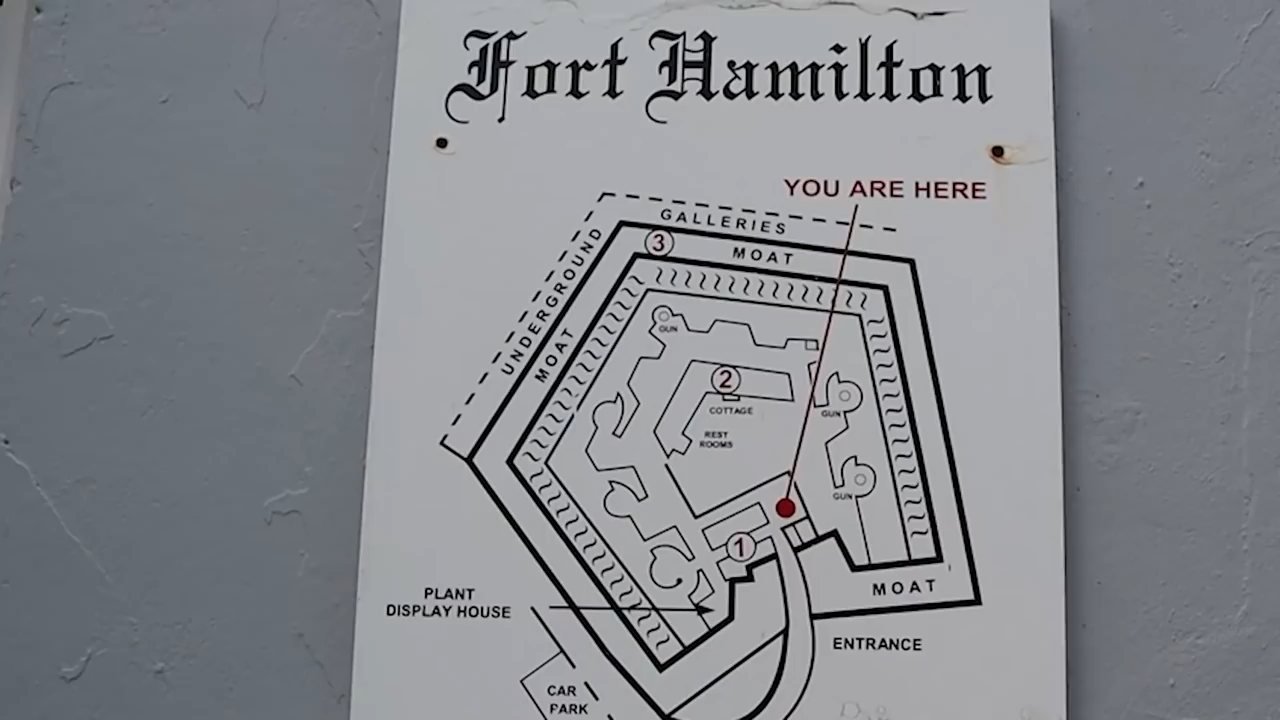 Fort Hamilton
YOU ARE HERE
GALLERIES
3
MOAT
UNDERGROUND
MOAT
GUN
2
COTTAGE
GUN
REST
ROOMS
GUN
1
MOAT
PLANT
DISPLAY HOUSE
ENTRANCE
CAR
PARK